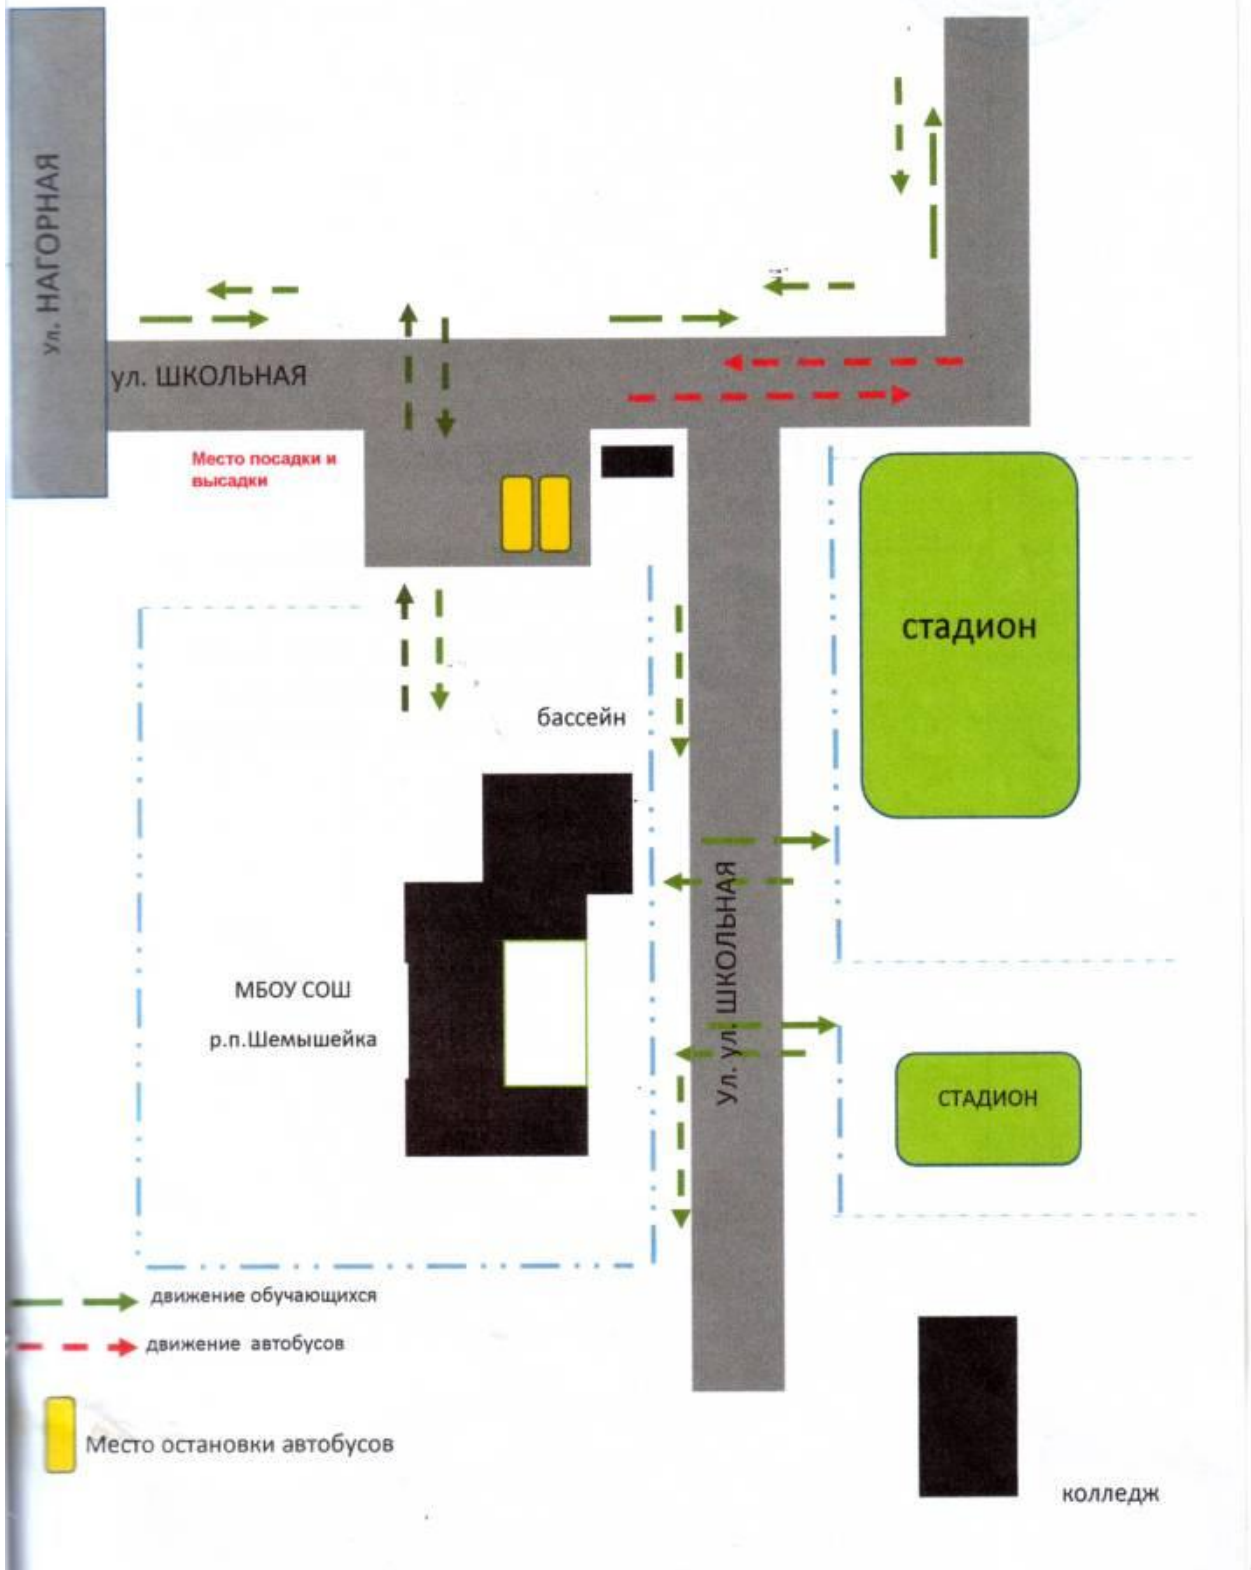 Ул. НАГОРНАЯ
ул. ШКОЛЬНАЯ
Место посадки и
высадки
стадион
бассейн
Ул. ул. ШКОЛЬНАЯ
МБОУ СОШ
р.п.Шемышейка
СТАДИОН
движение обучающихся
движение автобусов
Место остановки автобусов
колледж